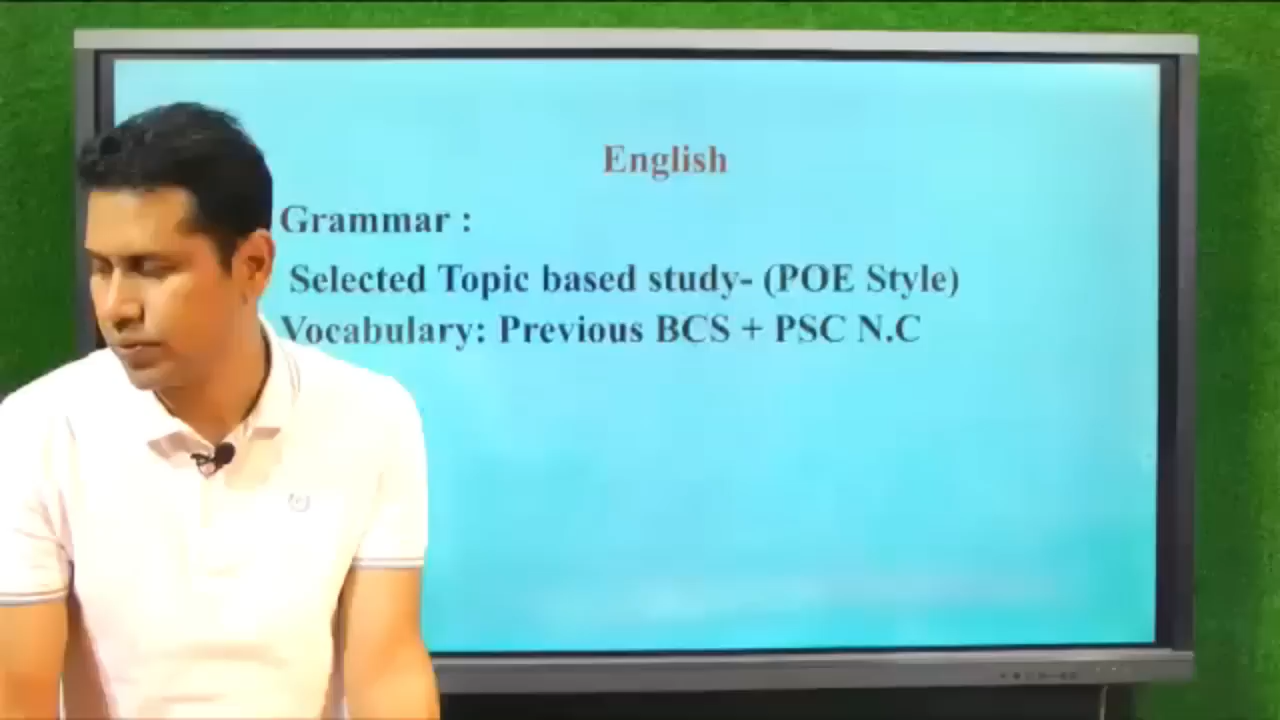 English
Grammar :
Selected Topic based study- (POE Style)
Vocabulary: Previous BCS + PSC N.C